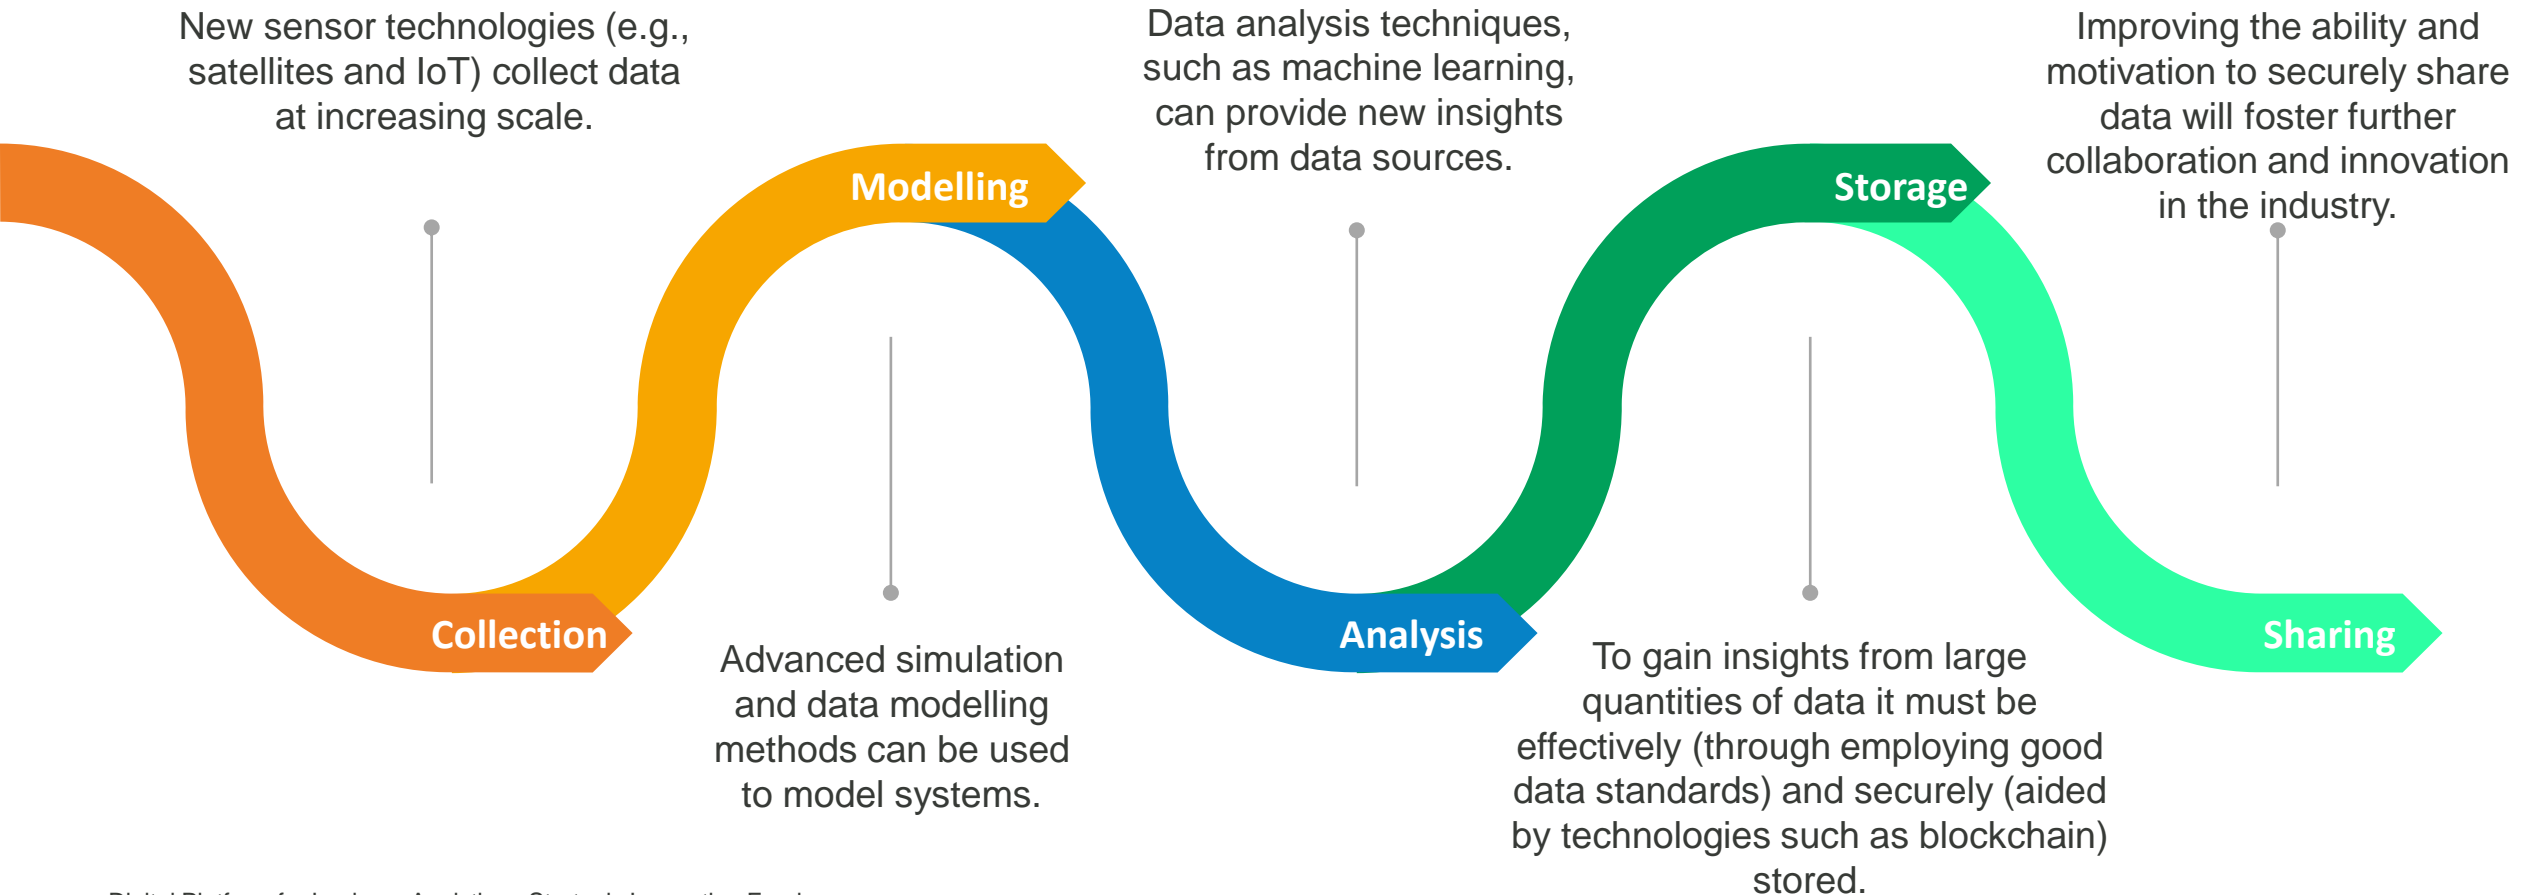 New sensor technologies (e.g.,
satellites and IoT) collect data
at increasing scale.
Collection
Modelling
Advanced simulation
and data modelling
methods can be used
to model systems.
Data analysis techniques,
such as machine learning,
can provide new insights
from data sources.
Analysis
Storage
To gain insights from large
quantities of data it must be
effectively (through employing good
data standards) and securely (aided
by technologies such as blockchain)
stored.
Improving the ability and
motivation to securely share
data will foster further
collaboration and innovation
in the industry.
Sharing